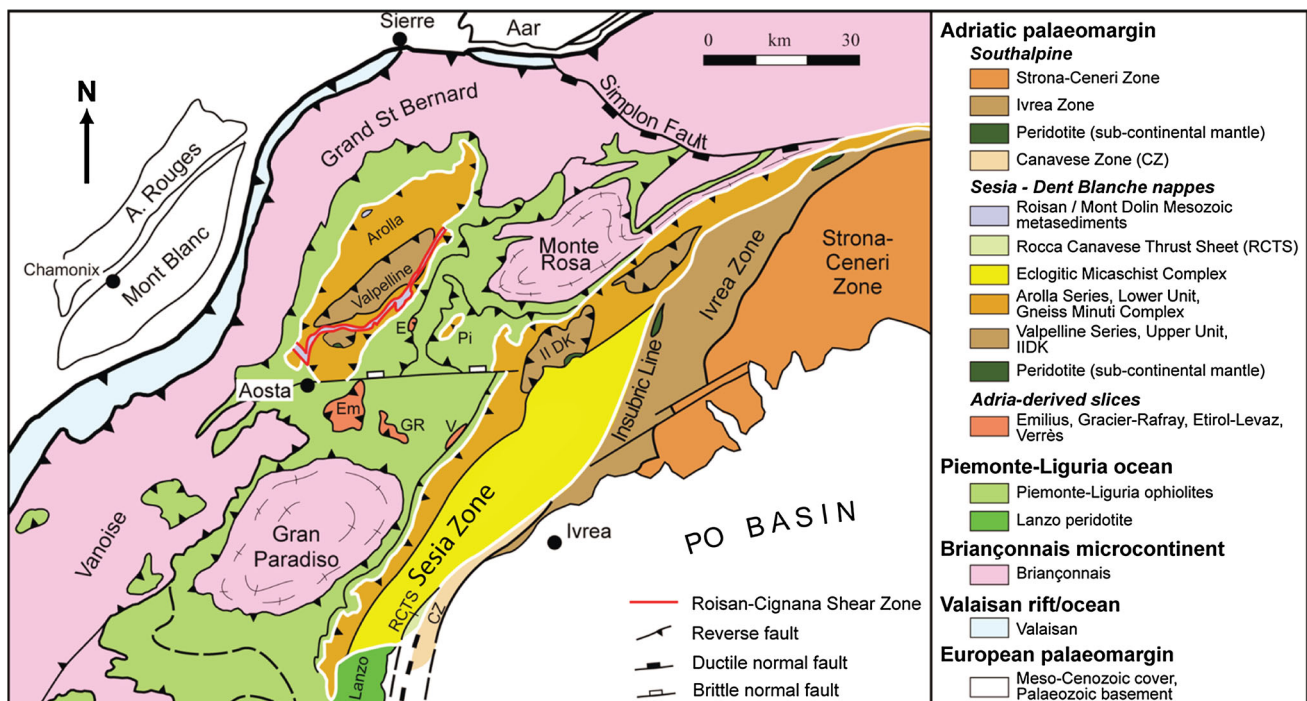 Sierre
Aar
0 km 30
N
A. Rouges
Mont Blanc
Chamonix
Grand St Bernard
Simplon Fault
Arolla
Valpelline
Monte
Rosa
Strona-
Ceneri
Zone
Ivrea Zone
E
Pi
II DK
Insubric Line
Aosta
Em
GR
V
Vanoise
Gran
Paradiso
Sesia Zone
RCTS
CZ
Lanzo
Ivrea
PO BASIN
Roisan-Cignana Shear Zone
Reverse fault
Ductile normal fault
Brittle normal fault
Adriatic palaeomargin
Southalpine
Strona-Ceneri Zone
Ivrea Zone
Peridotite (sub-continental mantle)
Canavese Zone (CZ)
Sesia - Dent Blanche nappes
Roisan / Mont Dolin Mesozoic
metasediments
Rocca Canavese Thrust Sheet (RCTS)
Eclogitic Micaschist Complex
Arolla Series, Lower Unit,
Gneiss Minuti Complex
Valpelline Series, Upper Unit,
IIDK
Peridotite (sub-continental mantle)
Adria-derived slices
Emilius, Gracier-Rafray, Etirol-Levaz,
Verrès
Piemonte-Liguria ocean
Piemonte-Liguria ophiolites
Lanzo peridotite
Briançonnais microcontinent
Briançonnais
Valaisan rift/ocean
Valaisan
European palaeomargin
Meso-Cenozoic cover,
Palaeozoic basement